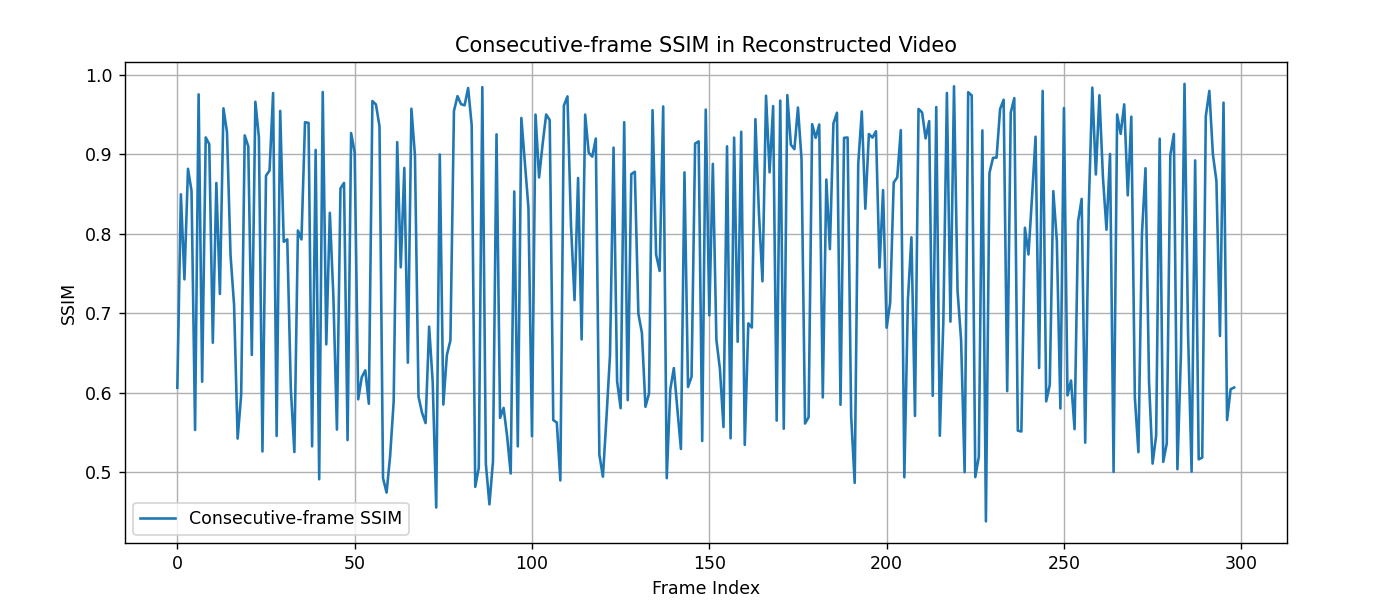 Consecutive-frame SSIM in Reconstructed Video
1.0
0.9
0.8
0.7
0.6
0.5
SSIM
Consecutive-frame SSIM
0 50 100 150 200 250 300
Frame Index